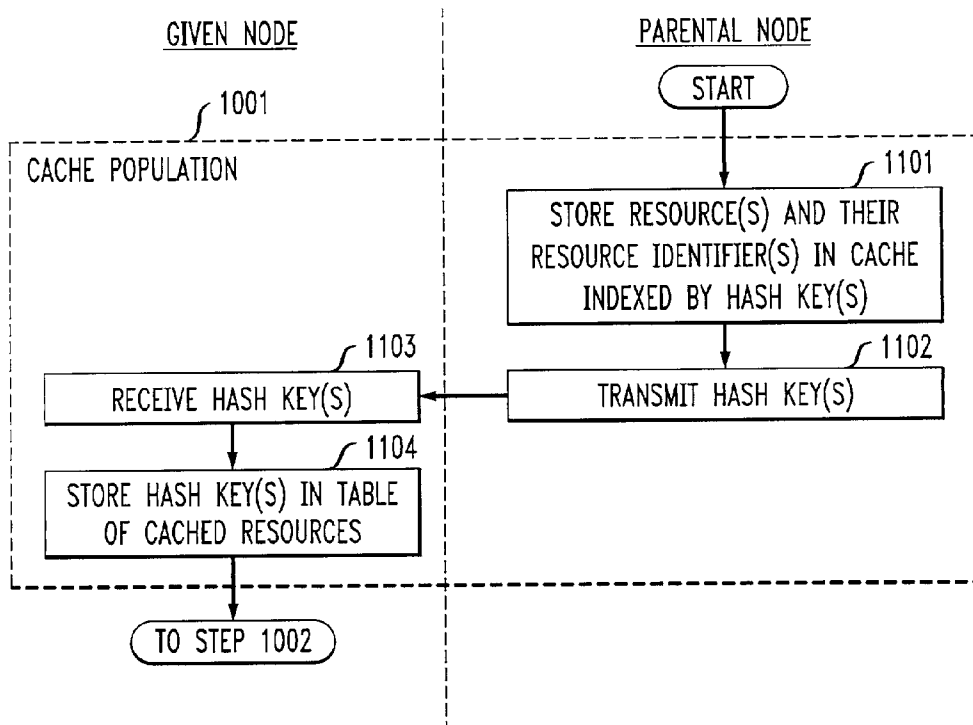 GIVEN NODE
PARENTAL NODE
START
1001
CACHE POPULATION
1101
STORE RESOURCE(S) AND THEIR
RESOURCE IDENTIFIER(S) IN CACHE
INDEXED BY HASH KEY(S)
1103
1102
RECEIVE HASH KEY(S)
TRANSMIT HASH KEY(S)
1104
STORE HASH KEY(S) IN TABLE
OF CACHED RESOURCES
TO STEP 1002